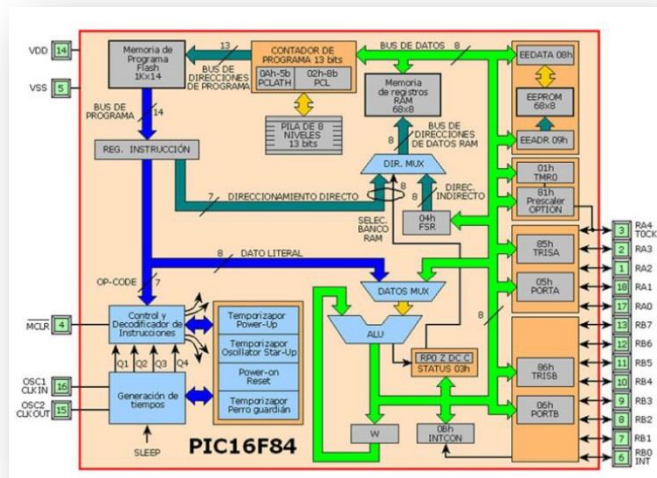 VDD 14
VSS 5
Memoria de
Programa
Flash
1Kx14
13
BUS DE
DIRECCIONES
DE PROGRAMA
CONTADOR DE
PROGRAMA 13 bits
0Ah-5b
PCLATH
02h-8b
PCL
PILA DE 8
NIVELES
13 bits
BUS DE DATOS 8
Memoria
de registros
RAM
68x8
8
BUS DE
DIRECCIONES
DE DATOS RAM
EEDATA 08h
EEPROM
68x8
EEADR 09h
BUS DE
PROGRAMA
14
REG. INSTRUCCIÓN
DIR. MUX
7 DIRECCIONAMIENTO DIRECTO
8
8
DIREC.
INDIRECTO
SELEC.
BANCO
RAM
04h
FSR
01h
TMR0
81h
Prescaler
OPTION
85h
TRISA
05h
PORTA
8 DATO LITERAL
OP-CODE 7
DATOS MUX
ALU
8
MCLR 4
Control y
Decodificador de
Instrucciones
Q1 Q2 Q3 Q4
Temporizapor
Power-Up
Temporizador
Oscillator Star-Up
Power-on
Reset
Temporizador
Perro guardián
RP0 Z DC C
STATUS 03h
86h
TRISB
06h
PORTB
OSC1
CLKIN
16
OSC2
CLKOUT
15
Generación de
tiempos
SLEEP
PIC16F84
W
0Bh
INTCON
3 RA4
T0CK
2 RA3
1 RA2
18 RA1
17 RA0
13 RB7
12 RB6
11 RB5
10 RB4
9 RB3
8 RB2
7 RB1
6 RB0
INT